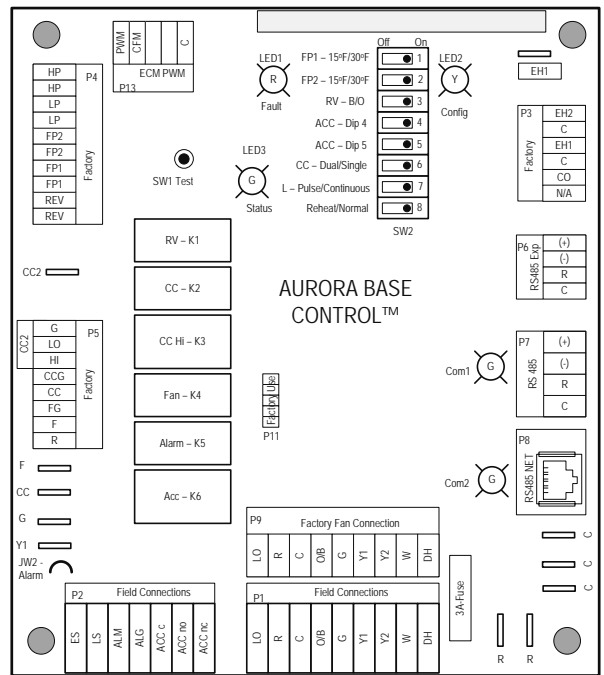 PWM
CFM
C
ECM PWM
P13
LED1
R
Fault
Off On
FP1 – 15ºF/30ºF 1
FP2 – 15ºF/30ºF 2
RV – B/O 3
ACC – Dip 4 4
ACC – Dip 5 5
CC – Dual/Single 6
L – Pulse/Continuous 7
Reheat/Normal 8
SW2
LED2
Y
Config
EH1
P4
HP
HP
LP
LP
FP2
FP2
FP1
FP1
REV
REV
Factory
SW1 Test
LED3
G
Status
P3
EH2
C
EH1
C
CO
N/A
Factory
RV – K1
CC – K2
CC Hi – K3
Fan – K4
Alarm – K5
Acc – K6
AURORA BASE
CONTROL™
P6
RS485 Exp
(+)
(-)
R
C
CC2
P5
CC2
G
LO
HI
CCG
CC
FG
F
R
Factory
Factory Use
P11
Com1
G
P7
RS 485
(+)
(-)
R
C
Com2
G
P8
RS485 NET
F
CC
G
Y1
JW2 -
Alarm
P9
Factory Fan Connection
LO
R
C
O/B
G
Y1
Y2
W
DH
C
C
C
P2
Field Connections
ES
LS
ALM
ALG
ACC c
ACC no
ACC nc
P1
Field Connections
LO
R
C
O/B
G
Y1
Y2
W
DH
3A-Fuse
R
R